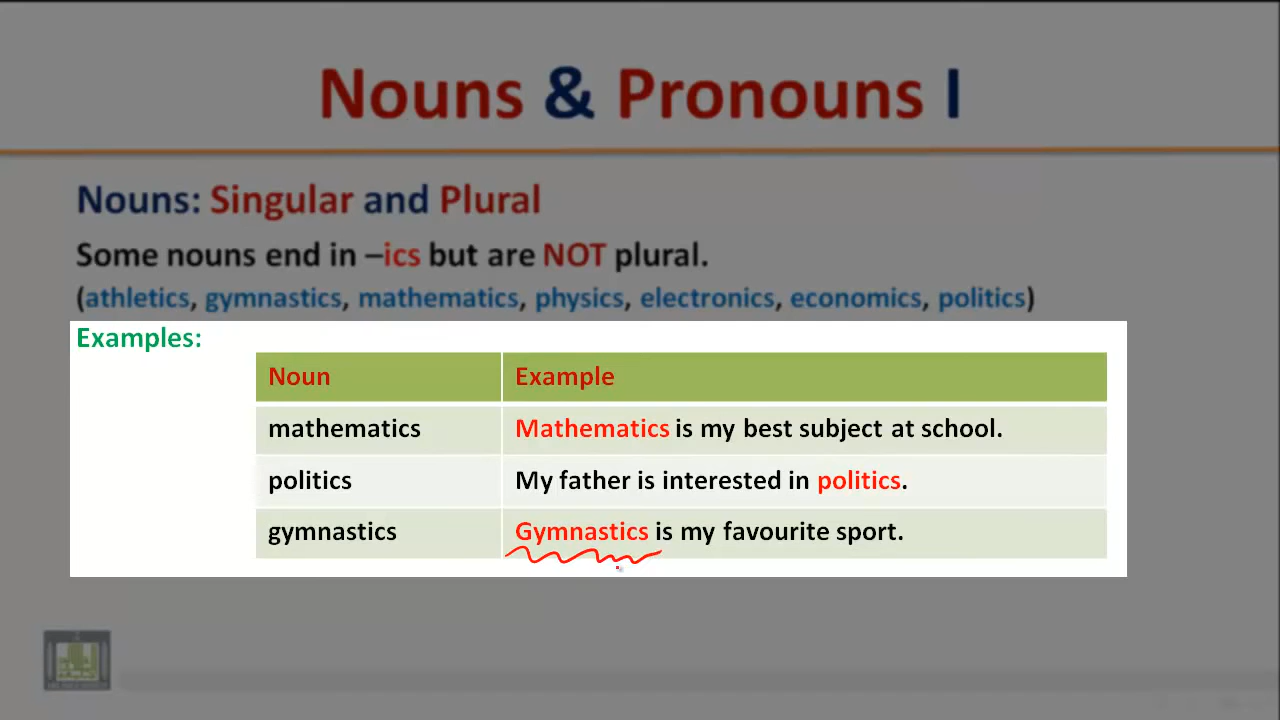 Nouns & Pronouns I
Nouns: Singular and Plural
Some nouns end in –ics but are NOT plural.
(athletics, gymnastics, mathematics, physics, electronics, economics, politics)
Examples:
Noun Example
mathematics Mathematics is my best subject at school.
politics My father is interested in politics.
gymnastics Gymnastics is my favourite sport.